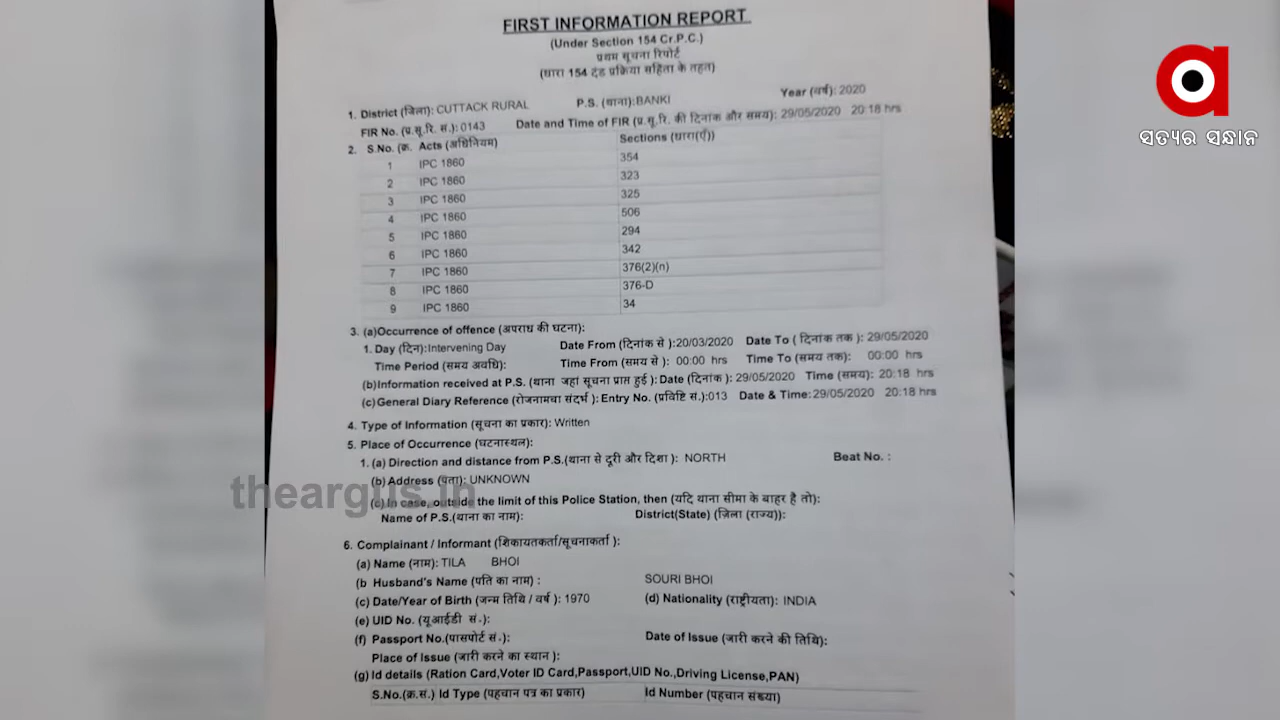 FIRST INFORMATION REPORT
(Under Section 154 Cr.P.C.)
प्रथम सूचना रिपोर्ट
(धारा 154 दंड प्रक्रिया संहिता के तहत)
1. District (जिला): CUTTACK RURAL P.S. (थाना):BANKI Year (वर्ष): 2020
FIR No. (प्र.सू.रि. सं.):0143 Date and Time of FIR (प्र.सू.रि. की दिनांक और समय): 29/05/2020 20:18 hrs
2. S.No. (क्र. Acts (अधिनियम) Sections (धारा(एँ))
1 IPC 1860 354
2 IPC 1860 323
3 IPC 1860 325
4 IPC 1860 506
5 IPC 1860 294
6 IPC 1860 342
7 IPC 1860 376(2)(n)
8 IPC 1860 376-D
9 IPC 1860 34
3. (a)Occurrence of offence (अपराध की घटना):
1. Day (दिन):Intervening Day Date From (दिनांक से ):20/03/2020 Date To ( दिनांक तक ): 29/05/2020
Time Period (समय अवधि): Time From (समय से ): 00:00 hrs Time To (समय तक): 00:00 hrs
(b)Information received at P.S. (थाना जहां सूचना प्राप्त हुई ): Date (दिनांक ): 29/05/2020 Time (समय): 20:18 hrs
(c)General Diary Reference (रोजनामचा संदर्भ ): Entry No. (प्रविष्टि सं.):013 Date & Time: 29/05/2020 20:18 hrs
4. Type of Information (सूचना का प्रकार): Written
5. Place of Occurrence (घटनास्थल):
1. (a) Direction and distance from P.S.(थाना से दूरी और दिशा ): NORTH Beat No. :
(b) Address (पता): UNKNOWN
(c) In case, outside the limit of this Police Station, then (यदि थाना सीमा के बाहर है तो):
Name of P.S.(थाना का नाम): District(State) (ज़िला (राज्य)):
6. Complainant / Informant (शिकायतकर्ता/सूचनाकर्ता ):
(a) Name (नाम): TILA BHOI
(b Husband's Name (पति का नाम) : SOURI BHOI
(c) Date/Year of Birth (जन्म तिथि / वर्ष ): 1970 (d) Nationality (राष्ट्रीयता): INDIA
(e) UID No. (यूआईडी सं.):
(f) Passport No.(पासपोर्ट सं.): Date of Issue (जारी करने की तिथि):
Place of Issue (जारी करने का स्थान ):
(g) Id details (Ration Card,Voter ID Card,Passport,UID No.,Driving License,PAN)
S.No.(क्र.सं.) Id Type (पहचान पत्र का प्रकार) Id Number (पहचान संख्या)
theargus.in
ସତ୍ୟର ସନ୍ଧାନ